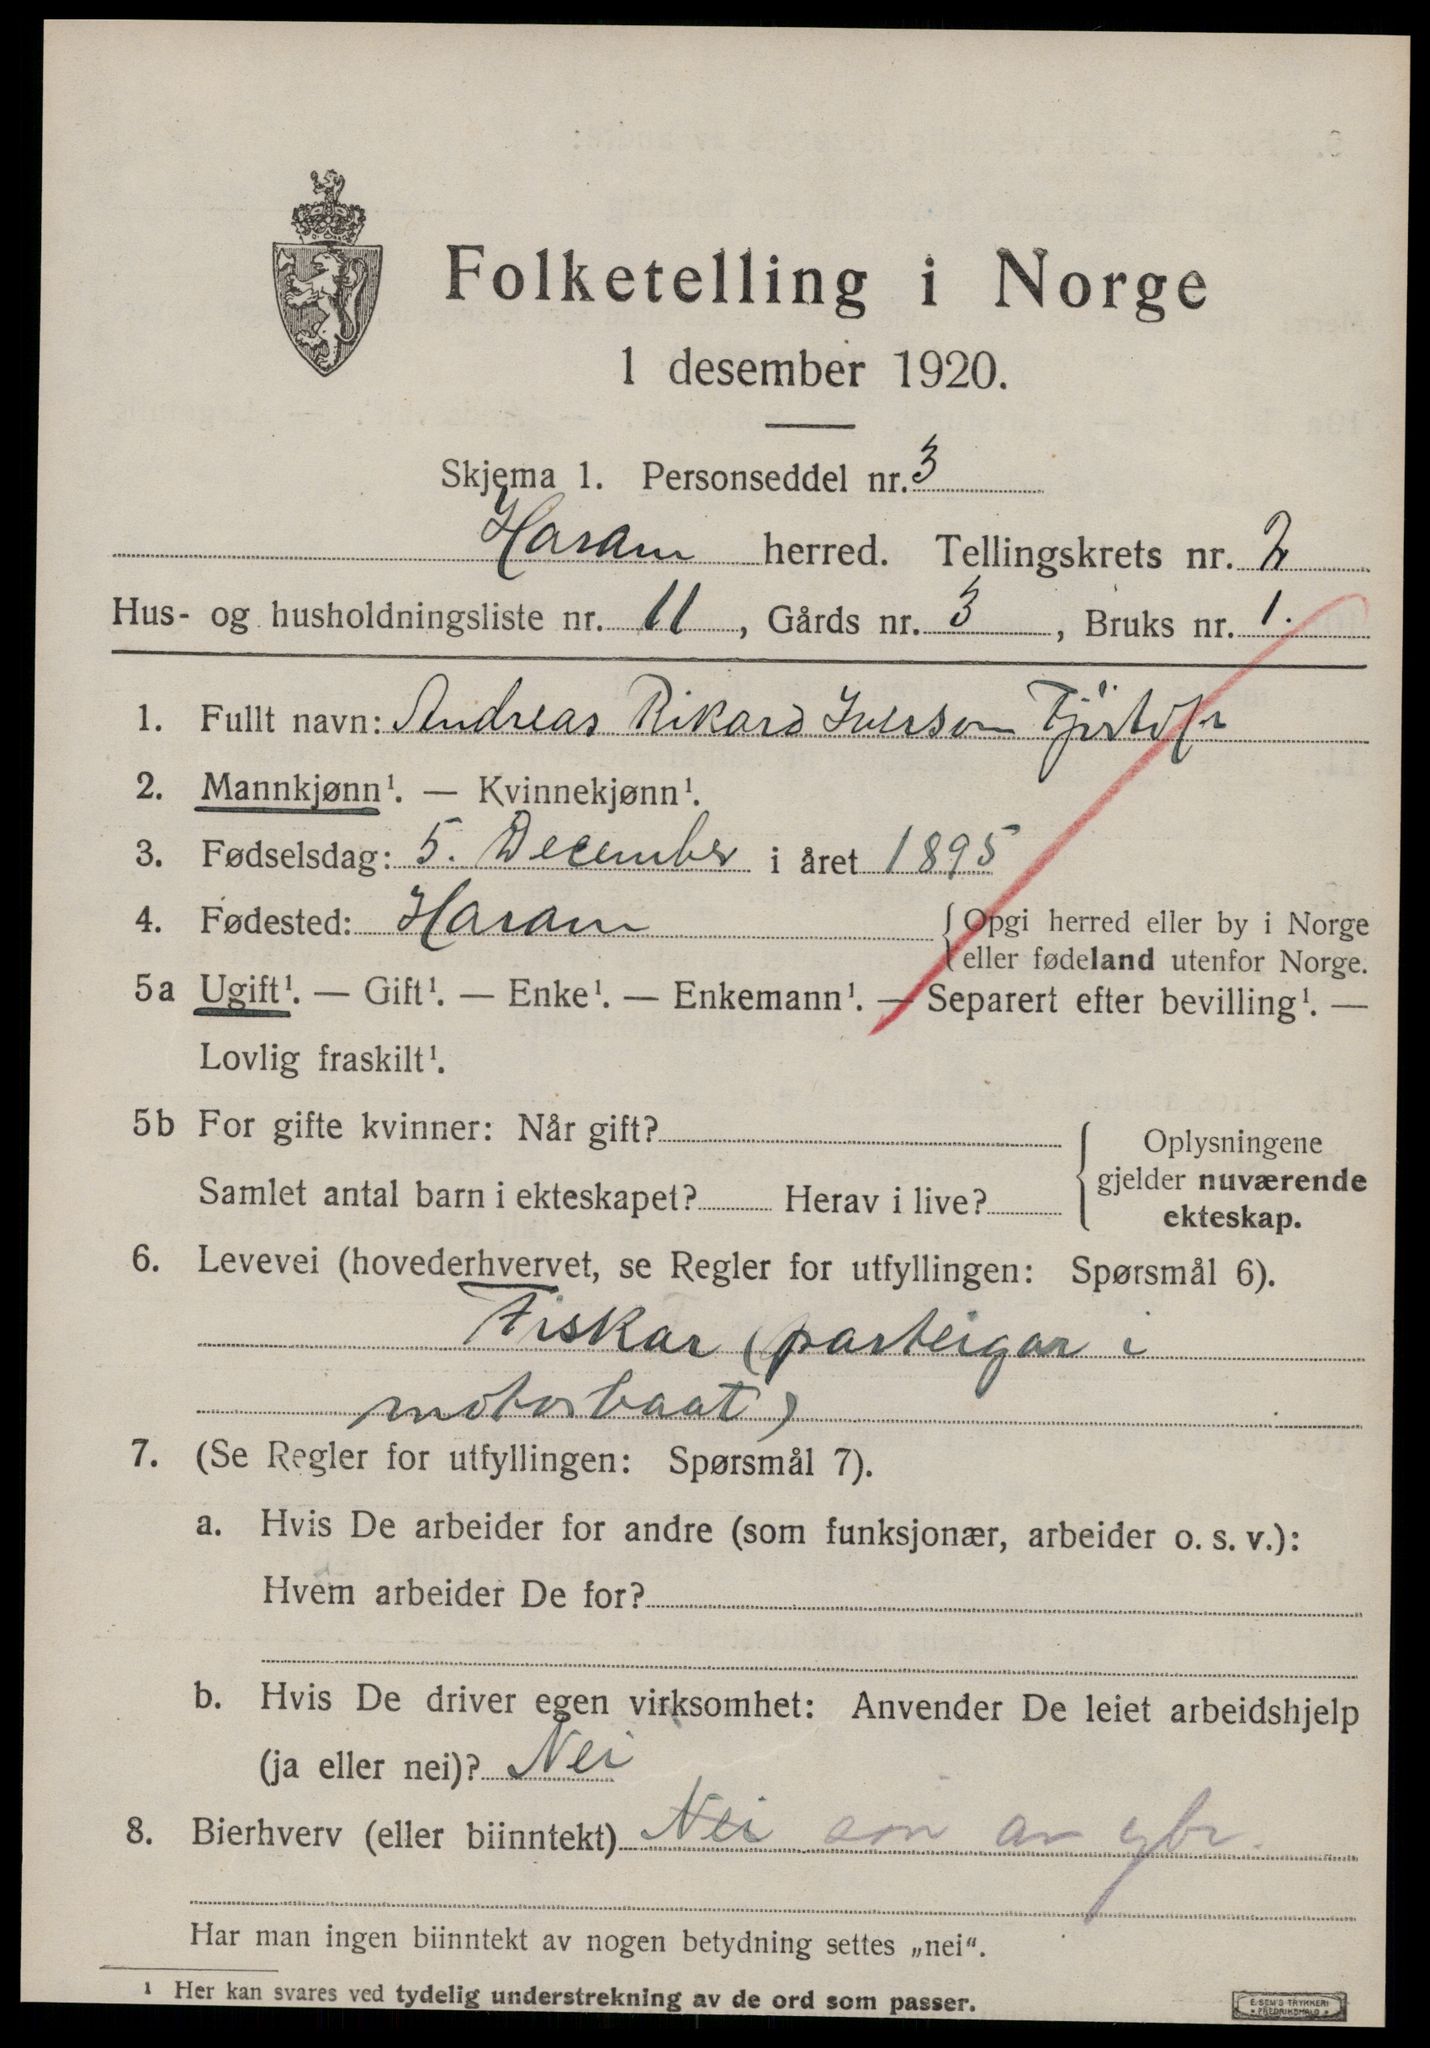 Folketelling i Norge
1 desember 1920.
Skjema 1. Personseddel nr. 3
Haram herred. Tellingskrets nr. 2
Hus- og husholdningsliste nr. 11, Gårds nr. 3, Bruks nr. 1.
1. Fullt navn: Andreas Rikard Iverson
2. Mannkjønn¹. — Kvinnekjønn¹.
3. Fødselsdag: 5. December i året 1895
4. Fødested: Haram { Opgi herred eller by i Norge
eller fødeland utenfor Norge.
5a Ugift¹. — Gift¹. — Enke¹. — Enkemann¹. — Separert efter bevilling¹. —
Lovlig fraskilt¹.
5b For gifte kvinner: Når gift?
Samlet antal barn i ekteskapet? Herav i live?
{ Oplysningene
gjelder nuværende
ekteskap.
6. Levevei (hovederhvervet, se Regler for utfyllingen: Spørsmål 6).
Fiskar (parteigar i
motorbaat)
7. (Se Regler for utfyllingen: Spørsmål 7).
a. Hvis De arbeider for andre (som funksjonær, arbeider o. s. v.):
Hvem arbeider De for?
b. Hvis De driver egen virksomhet: Anvender De leiet arbeidshjelp
(ja eller nei)? Nei
8. Bierhverv (eller biinntekt) Nei søn av gbr.
Har man ingen biinntekt av nogen betydning settes „nei“.
¹ Her kan svares ved tydelig understrekning av de ord som passer.
E. SEM'S TRYKKERI
FREDRIKSHALD